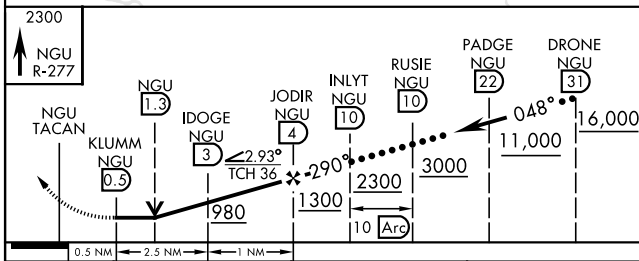 2300
NGU
R-277
NGU
TACAN
KLUMM
NGU
0.5
NGU
1.3
IDOGE
NGU
3
JODIR
NGU
4
INLYT
NGU
10
RUSIE
NGU
10
PADGE
NGU
22
DRONE
NGU
31
2.93°
TCH 36
290°
048°
16,000
11,000
3000
2300
1300
980
10 Arc
0.5 NM
2.5 NM
1 NM